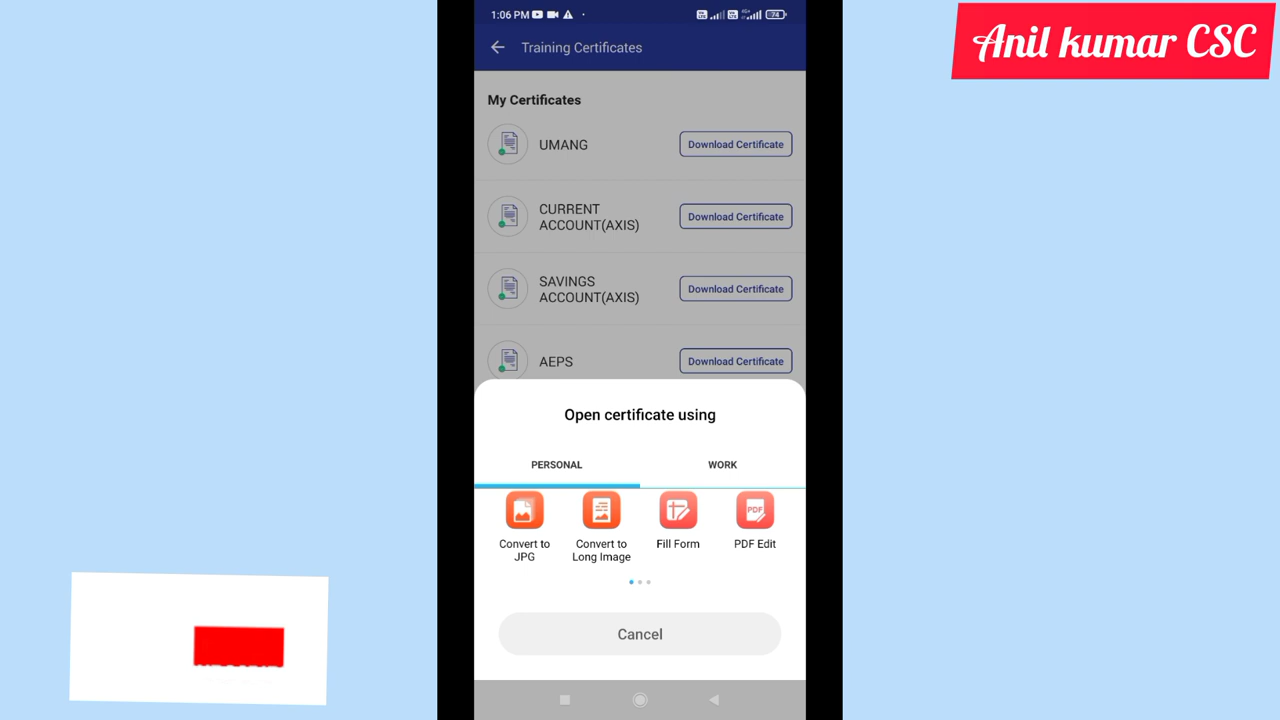 1:06 PM
74
Anil kumar CSC
Training Certificates
My Certificates
UMANG
Download Certificate
CURRENT
ACCOUNT(AXIS)
Download Certificate
SAVINGS
ACCOUNT(AXIS)
Download Certificate
AEPS
Download Certificate
Open certificate using
PERSONAL
WORK
Convert to
JPG
Convert to
Long Image
Fill Form
PDF
PDF Edit
Cancel